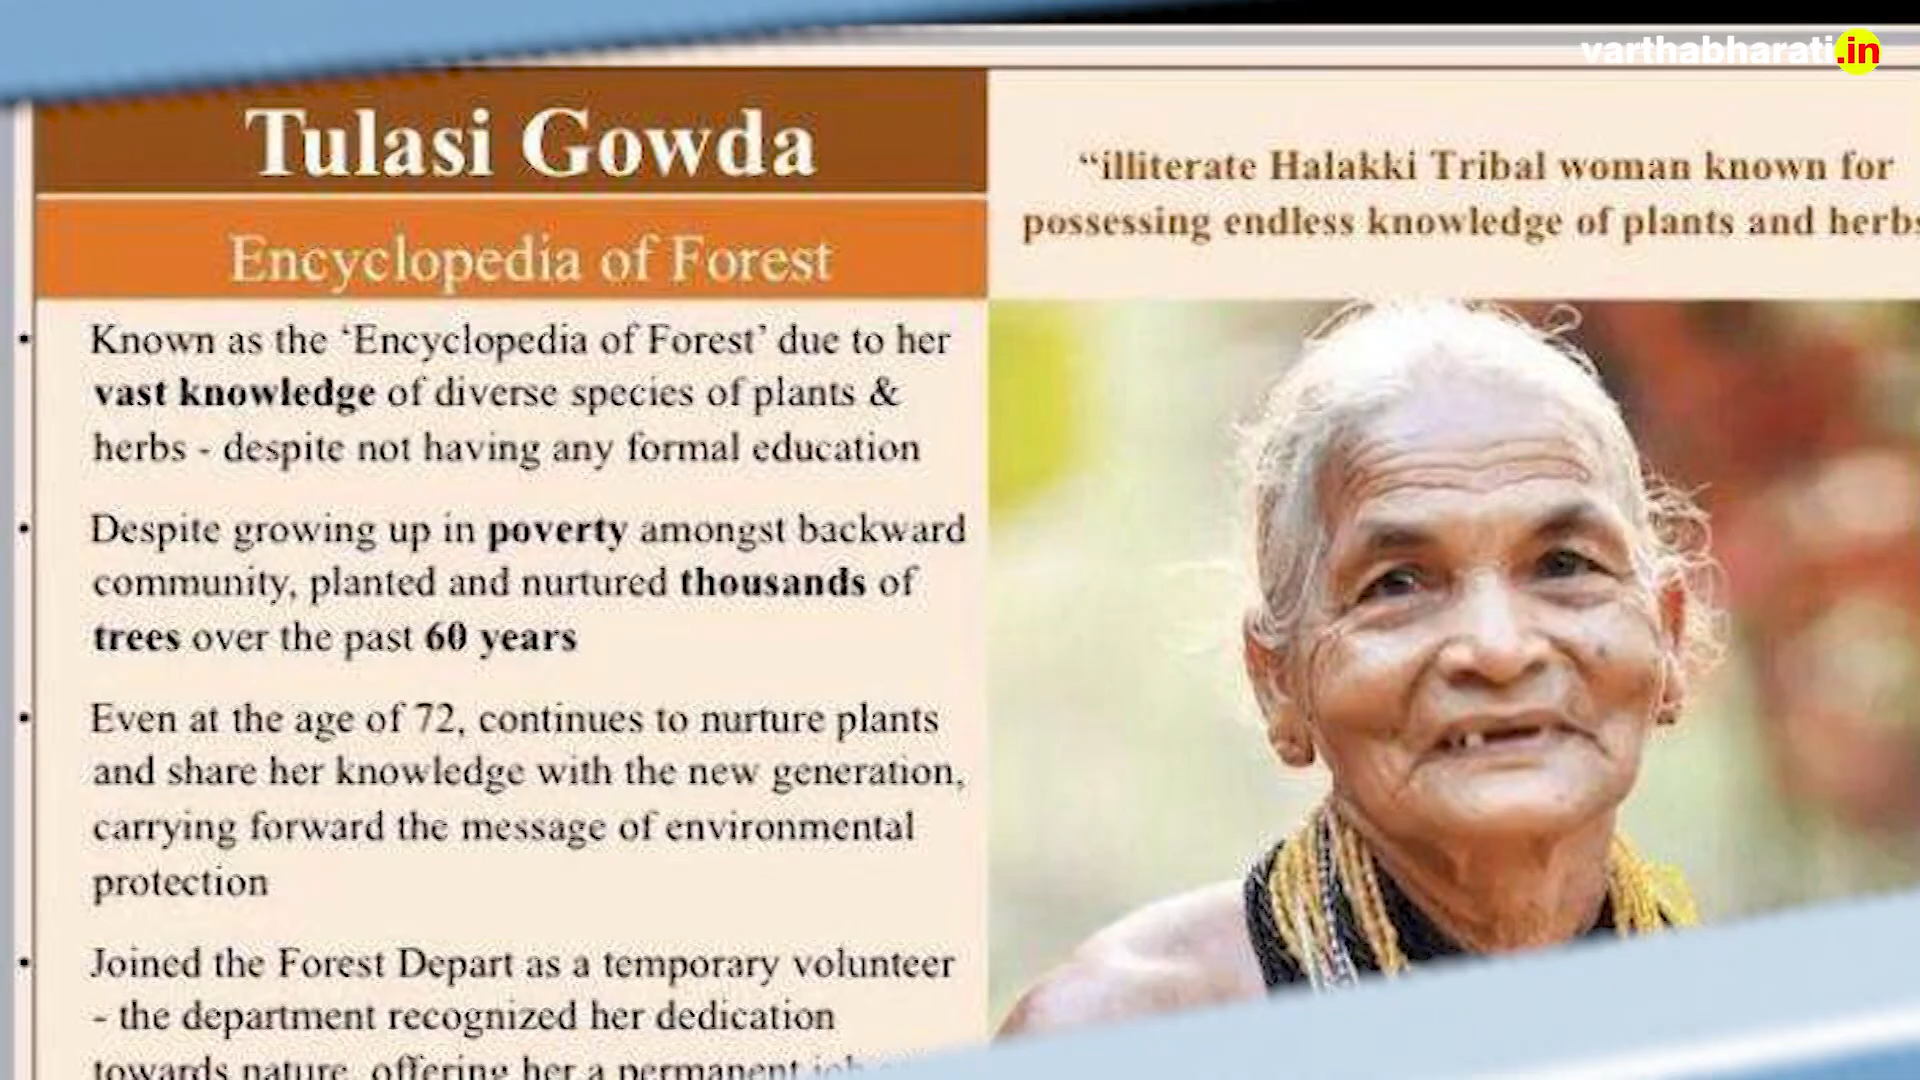 varthabharati.in
Tulasi Gowda
Encyclopedia of Forest
• Known as the ‘Encyclopedia of Forest’ due to her
vast knowledge of diverse species of plants &
herbs - despite not having any formal education
• Despite growing up in poverty amongst backward
community, planted and nurtured thousands of
trees over the past 60 years
• Even at the age of 72, continues to nurture plants
and share her knowledge with the new generation,
carrying forward the message of environmental
protection
• Joined the Forest Depart as a temporary volunteer
- the department recognized her dedication
towards nature, offering her a permanent job
“illiterate Halakki Tribal woman known for
possessing endless knowledge of plants and herbs